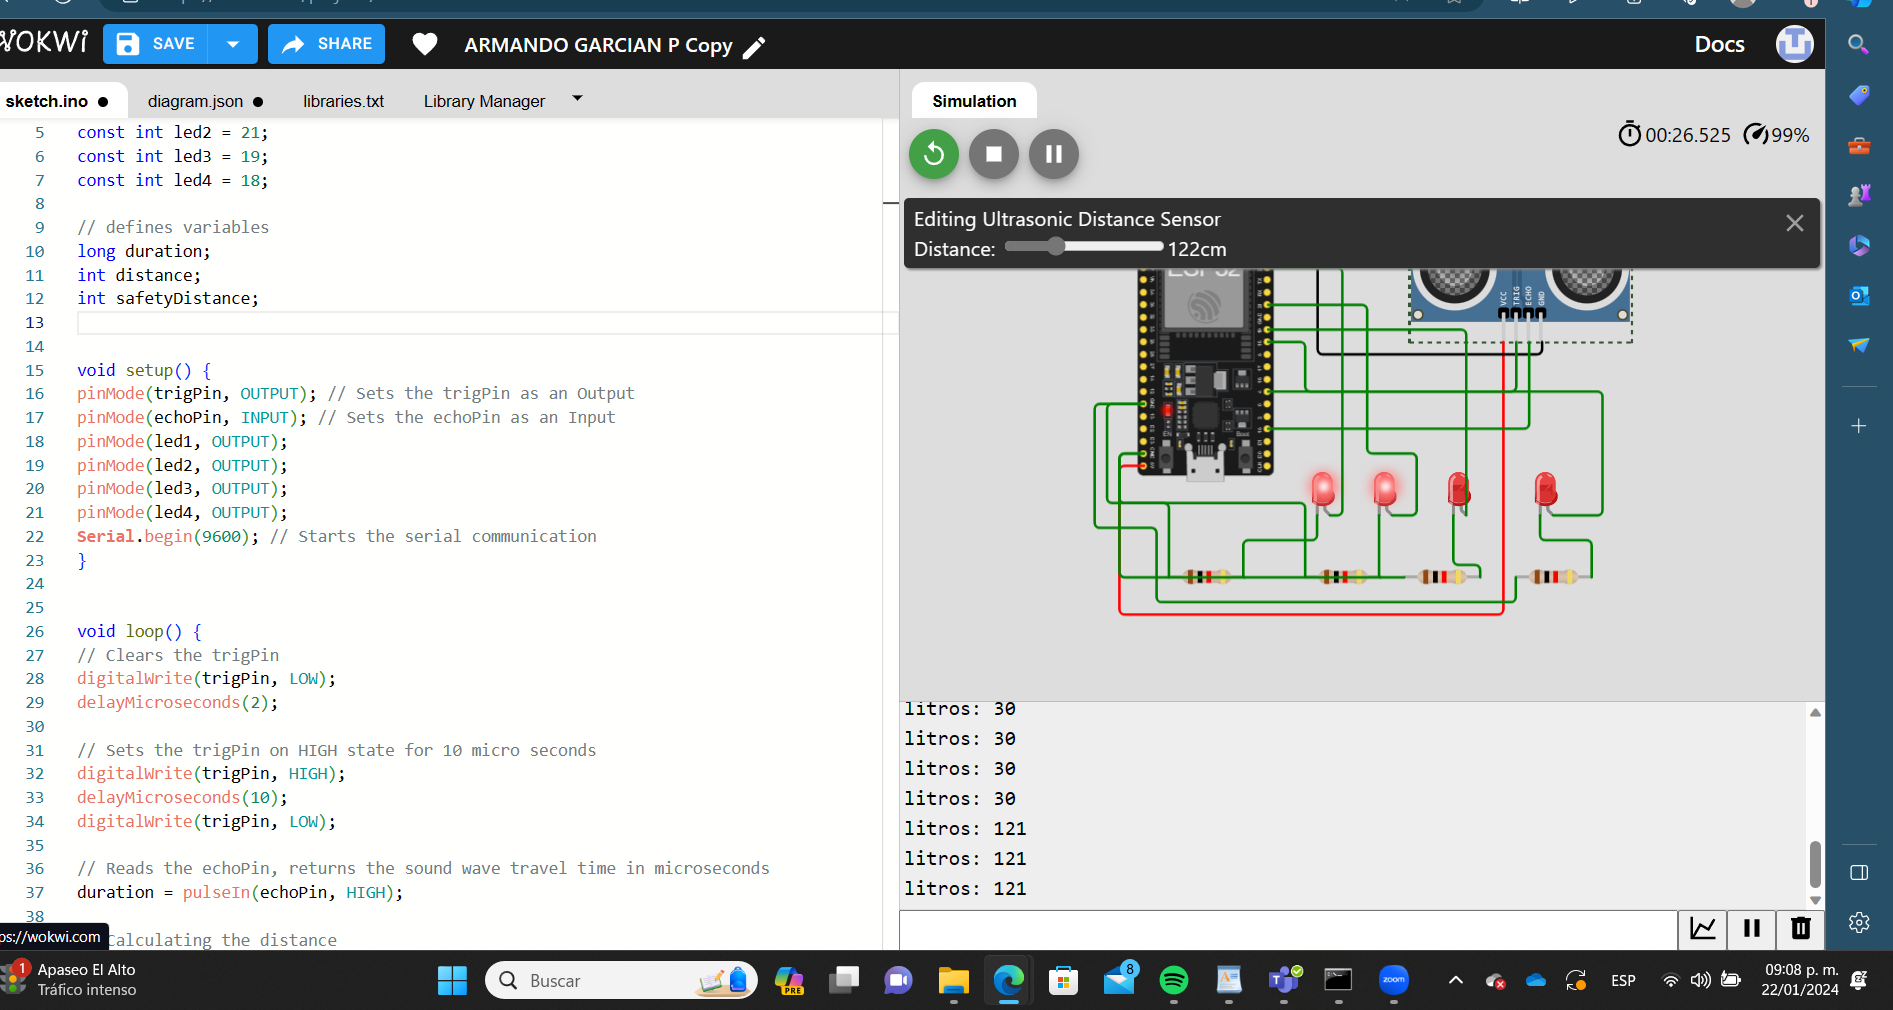 WOKWi SAVE SHARE ARMANDO GARCIAN P Copy Docs
sketch.ino diagram.json libraries.txt Library Manager
5 const int led2 = 21;
6 const int led3 = 19;
7 const int led4 = 18;
8
9 // defines variables
10 long duration;
11 int distance;
12 int safetyDistance;
13
14
15 void setup() {
16 pinMode(trigPin, OUTPUT); // Sets the trigPin as an Output
17 pinMode(echoPin, INPUT); // Sets the echoPin as an Input
18 pinMode(led1, OUTPUT);
19 pinMode(led2, OUTPUT);
20 pinMode(led3, OUTPUT);
21 pinMode(led4, OUTPUT);
22 Serial.begin(9600); // Starts the serial communication
23 }
24
25
26 void loop() {
27 // Clears the trigPin
28 digitalWrite(trigPin, LOW);
29 delayMicroseconds(2);
30
31 // Sets the trigPin on HIGH state for 10 micro seconds
32 digitalWrite(trigPin, HIGH);
33 delayMicroseconds(10);
34 digitalWrite(trigPin, LOW);
35
36 // Reads the echoPin, returns the sound wave travel time in microseconds
37 duration = pulseIn(echoPin, HIGH);
38
Calculating the distance
ps://wokwi.com
Simulation
00:26.525 99%
Editing Ultrasonic Distance Sensor
Distance: 122cm
ESP32
VCC TRIG ECHO GND
EN Boot
litros: 30
litros: 30
litros: 30
litros: 30
litros: 121
litros: 121
litros: 121
1 Apaseo El Alto
Tráfico intenso
Buscar
PRE
8
zoom
ESP
09:08 p. m.
22/01/2024